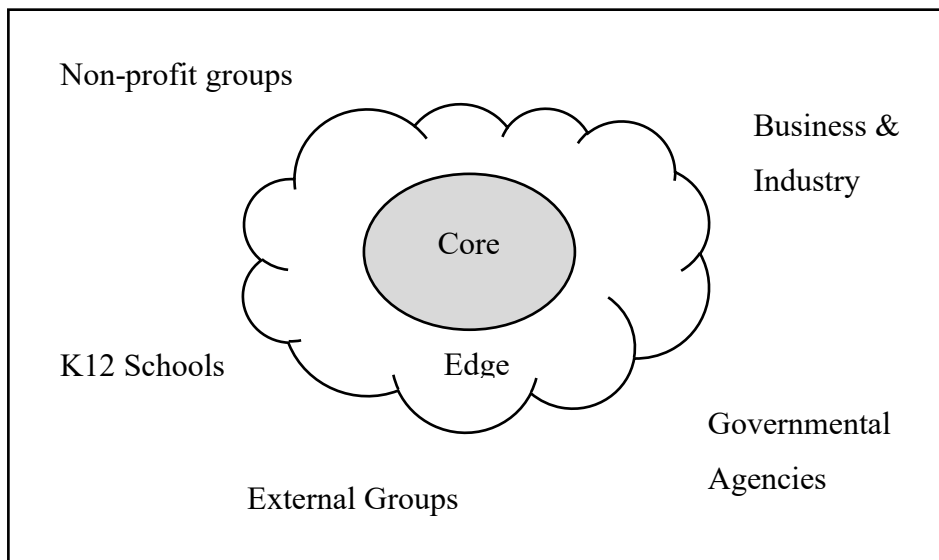 Non-profit groups
Business &
Industry
Core
K12 Schools
Edge
Governmental
Agencies
External Groups